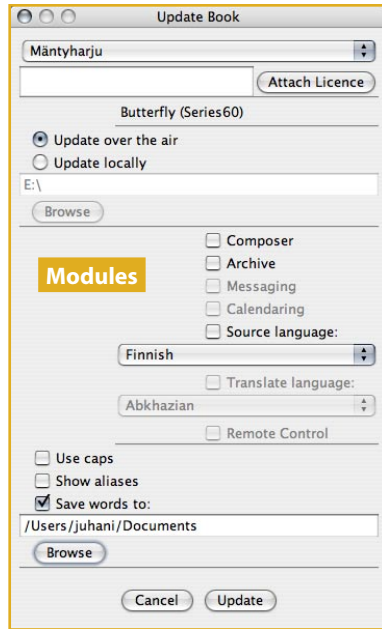 Update Book
Mäntyharju
Attach Licence
Butterfly (Series60)
Update over the air
Update locally
E:\
Browse
Composer
Modules
Archive
Messaging
Calendaring
Source language:
Finnish
Translate language:
Abkhazian
Remote Control
Use caps
Show aliases
Save words to:
/Users/juhani/Documents
Browse
Cancel Update